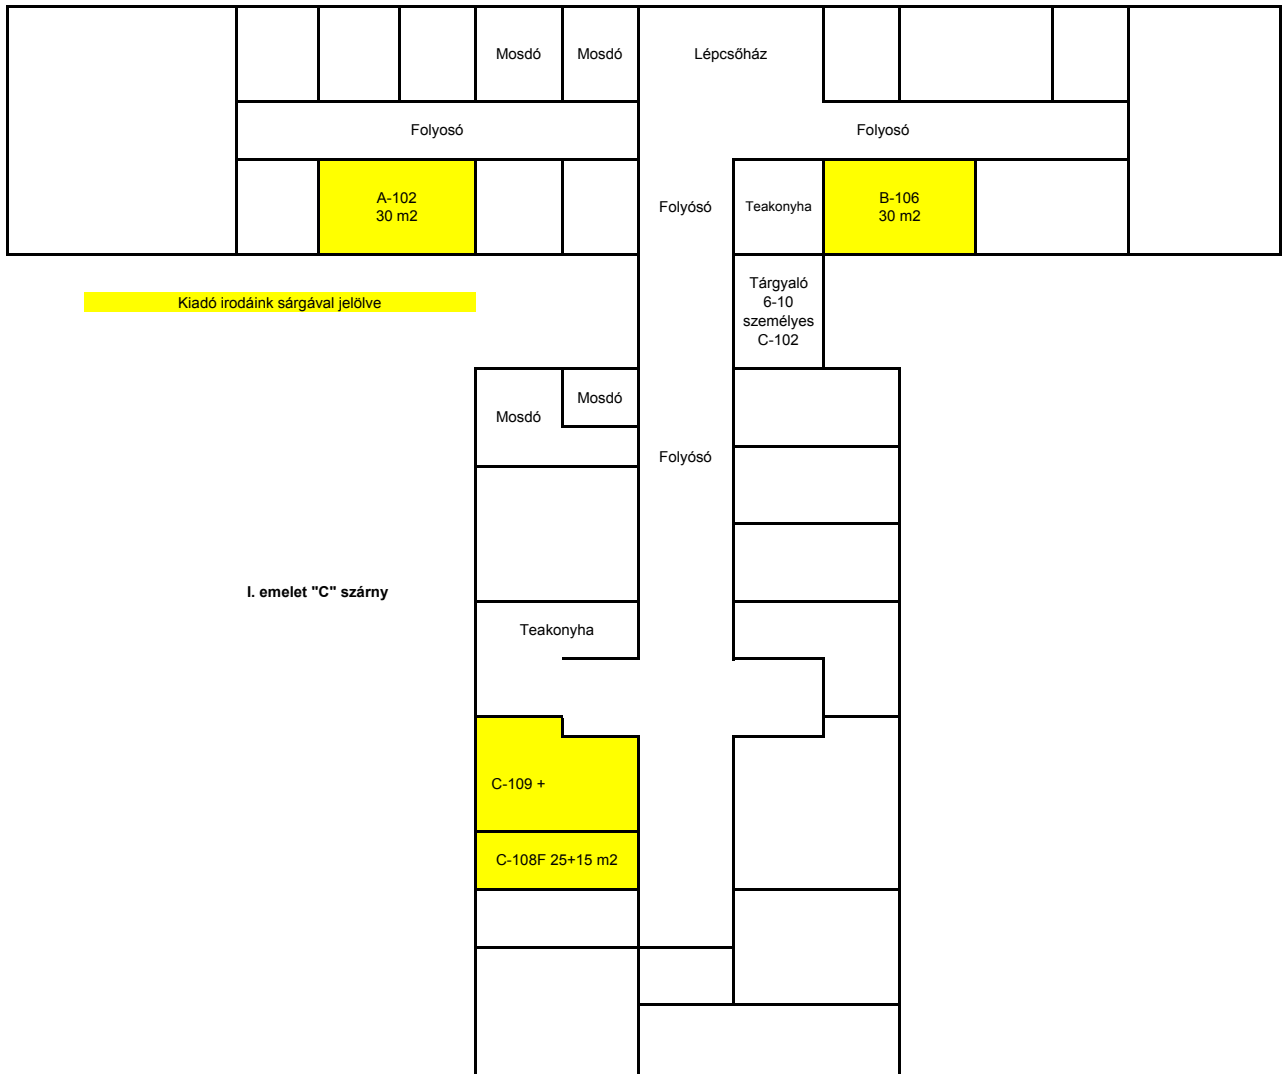 Mosdó
Mosdó
Lépcsőház
Folyosó
Folyosó
A-102
30 m2
Folyósó
Teakonyha
B-106
30 m2
Kiadó irodáink sárgával jelölve
Tárgyaló
6-10
személyes
C-102
Mosdó
Mosdó
Folyósó
I. emelet "C" szárny
Teakonyha
C-109 +
C-108F 25+15 m2